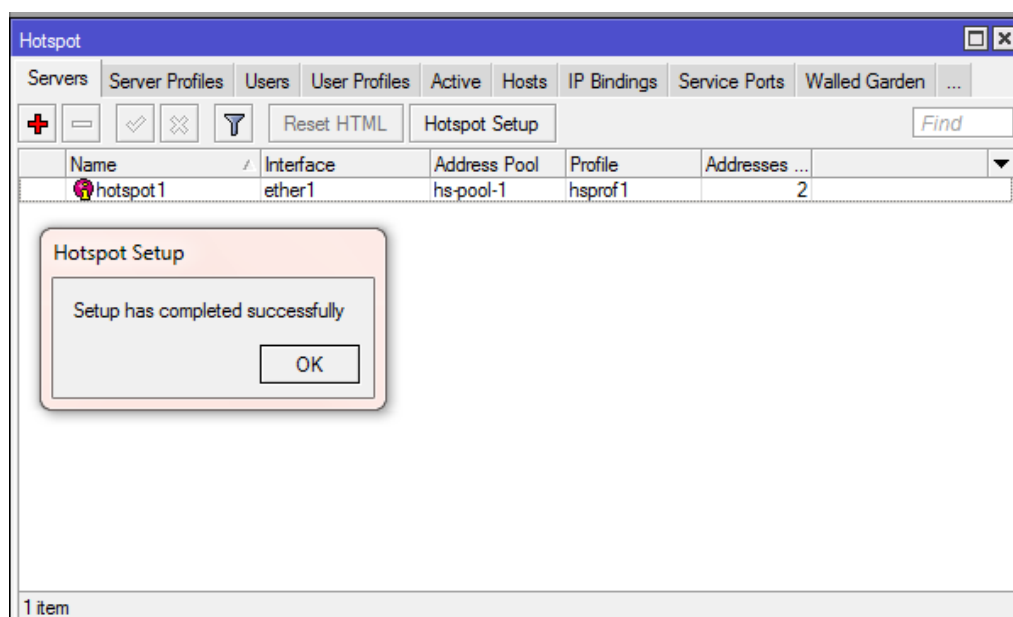 Hotspot
Servers Server Profiles Users User Profiles Active Hosts IP Bindings Service Ports Walled Garden ...
Reset HTML Hotspot Setup Find
Name Interface Address Pool Profile Addresses ...
hotspot1 ether1 hs-pool-1 hsprof1 2
Hotspot Setup
Setup has completed successfully
OK
1 item